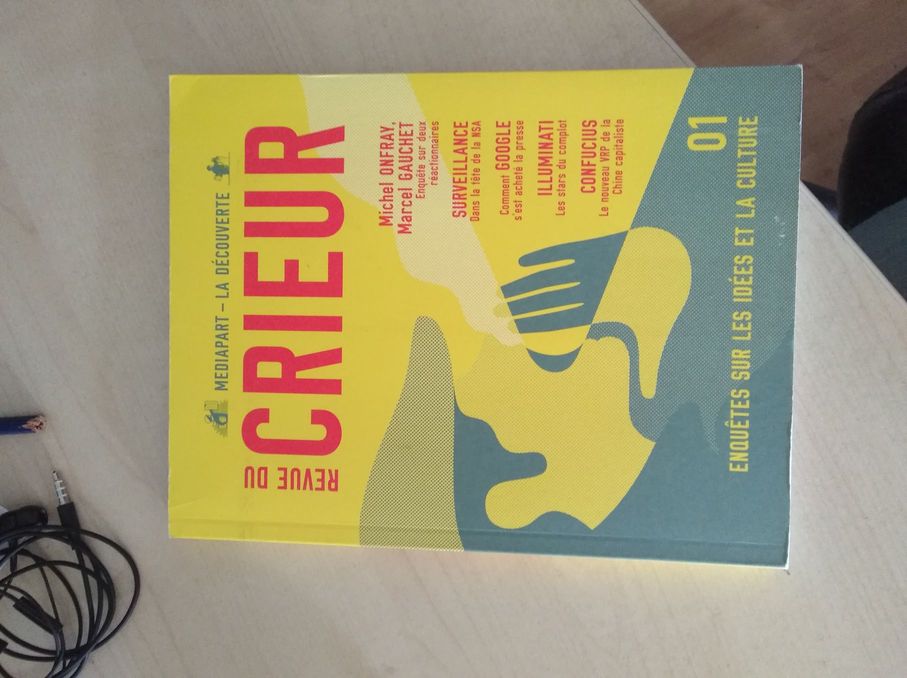 MEDIAPART – LA DÉCOUVERTE
REVUE DU
CRIEUR
Michel ONFRAY,
Marcel GAUCHET
Enquête sur deux
réactionnaires
SURVEILLANCE
Dans la tête de la NSA
Comment GOOGLE
s'est acheté la presse
ILLUMINATI
Les stars du complot
CONFUCIUS
Le nouveau VRP de la
Chine capitaliste
01
ENQUÊTES SUR LES IDÉES ET LA CULTURE